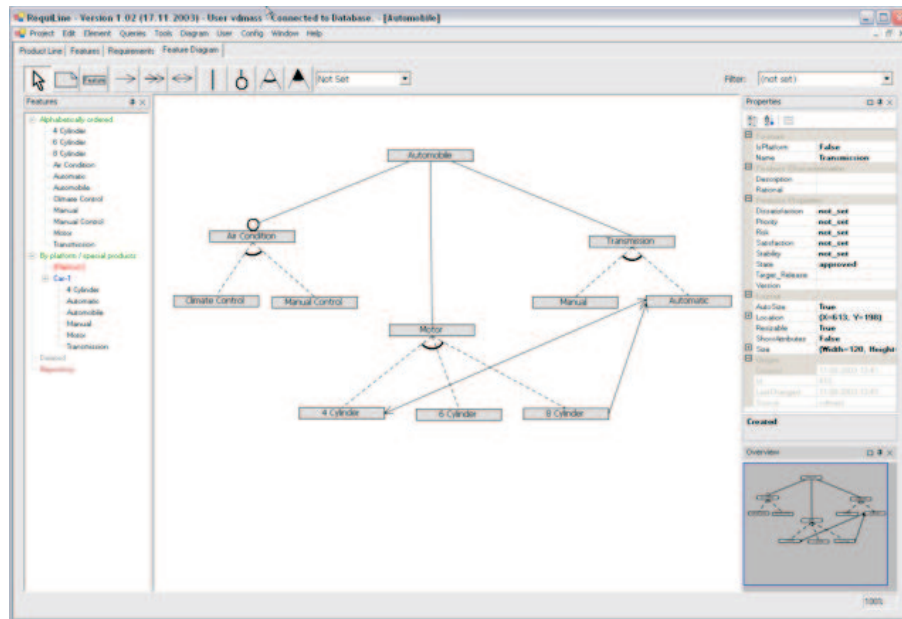 RequiLine - Version 1.02 (17.11.2003) - User vdmass - Connected to Database. - [Automobile]
Project Edit Element Queries Tools Diagram User Config Window Help
Product Line Features Requirements Feature Diagram
Not Set
Filter: (not set)
Features
Alphabetically ordered
4 Cylinder
6 Cylinder
8 Cylinder
Air Condition
Automatic
Automobile
Climate Control
Manual
Manual Control
Motor
Transmission
By platform / special products
Car-1
4 Cylinder
Automatic
Automobile
Manual
Motor
Transmission
Automobile
Air Condition
Transmission
Climate Control
Manual Control
Manual
Automatic
Motor
4 Cylinder
6 Cylinder
8 Cylinder
Properties
IsPlatform False
Name Transmission
Description
Rational
Dissatisfaction not_set
Priority not_set
Risk not_set
Satisfaction not_set
Stability not_set
State approved
Target_Release
Version
AutoSize True
Location (X=613, Y=198)
Resizable True
ShowAttributes False
Size (Width=120, Height
Created
Overview
100%